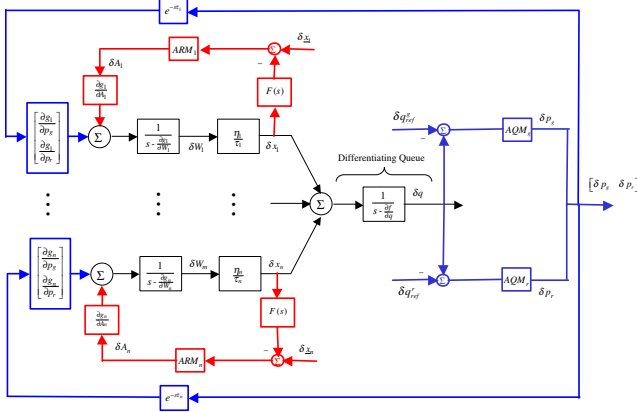 e^{-sτ_1}
δA_1
ARM_1
Σ
δx_1
−
∂g_1/∂A_1
F(s)
[∂g_1/∂p_g ∂g_1/∂p_r]
Σ
1/(s - ∂g_1/∂W_1)
δW_1
η_1/τ_1
δx_1
δq^g_ref
−
Σ
AQM_g
δp_g
Differentiating Queue
Σ
1/(s - ∂f/∂q)
δq
[δp_g δp_r]
[∂g_n/∂p_g ∂g_n/∂p_r]
Σ
1/(s - ∂g_n/∂W_n)
δW_m
η_n/τ_n
δx_n
−
δq^r_ref
−
Σ
AQM_r
δp_r
∂g_n/∂A_n
F(s)
δA_n
ARM_n
−
Σ
δx_n
e^{-sτ_n}